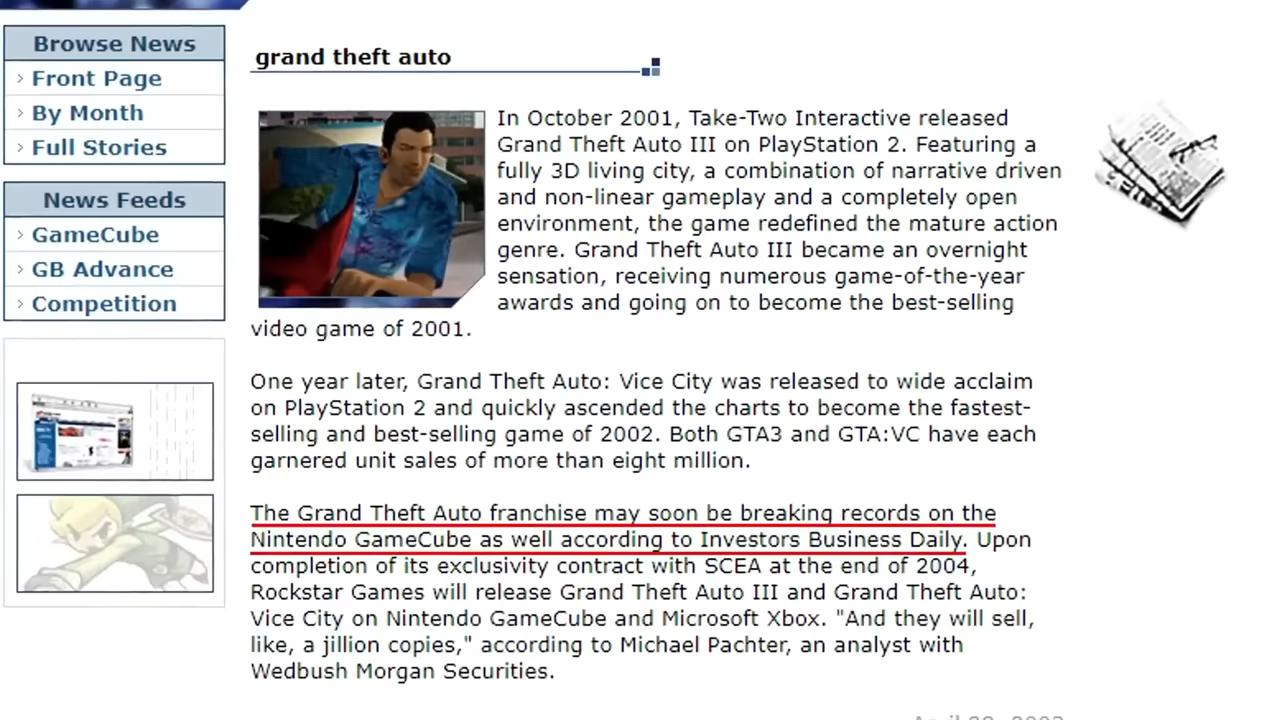 Browse News
Front Page
By Month
Full Stories
News Feeds
GameCube
GB Advance
Competition
grand theft auto
In October 2001, Take-Two Interactive released
Grand Theft Auto III on PlayStation 2. Featuring a
fully 3D living city, a combination of narrative driven
and non-linear gameplay and a completely open
environment, the game redefined the mature action
genre. Grand Theft Auto III became an overnight
sensation, receiving numerous game-of-the-year
awards and going on to become the best-selling
video game of 2001.
One year later, Grand Theft Auto: Vice City was released to wide acclaim
on PlayStation 2 and quickly ascended the charts to become the fastest-
selling and best-selling game of 2002. Both GTA3 and GTA:VC have each
garnered unit sales of more than eight million.
The Grand Theft Auto franchise may soon be breaking records on the
Nintendo GameCube as well according to Investors Business Daily. Upon
completion of its exclusivity contract with SCEA at the end of 2004,
Rockstar Games will release Grand Theft Auto III and Grand Theft Auto:
Vice City on Nintendo GameCube and Microsoft Xbox. "And they will sell,
like, a jillion copies," according to Michael Pachter, an analyst with
Wedbush Morgan Securities.